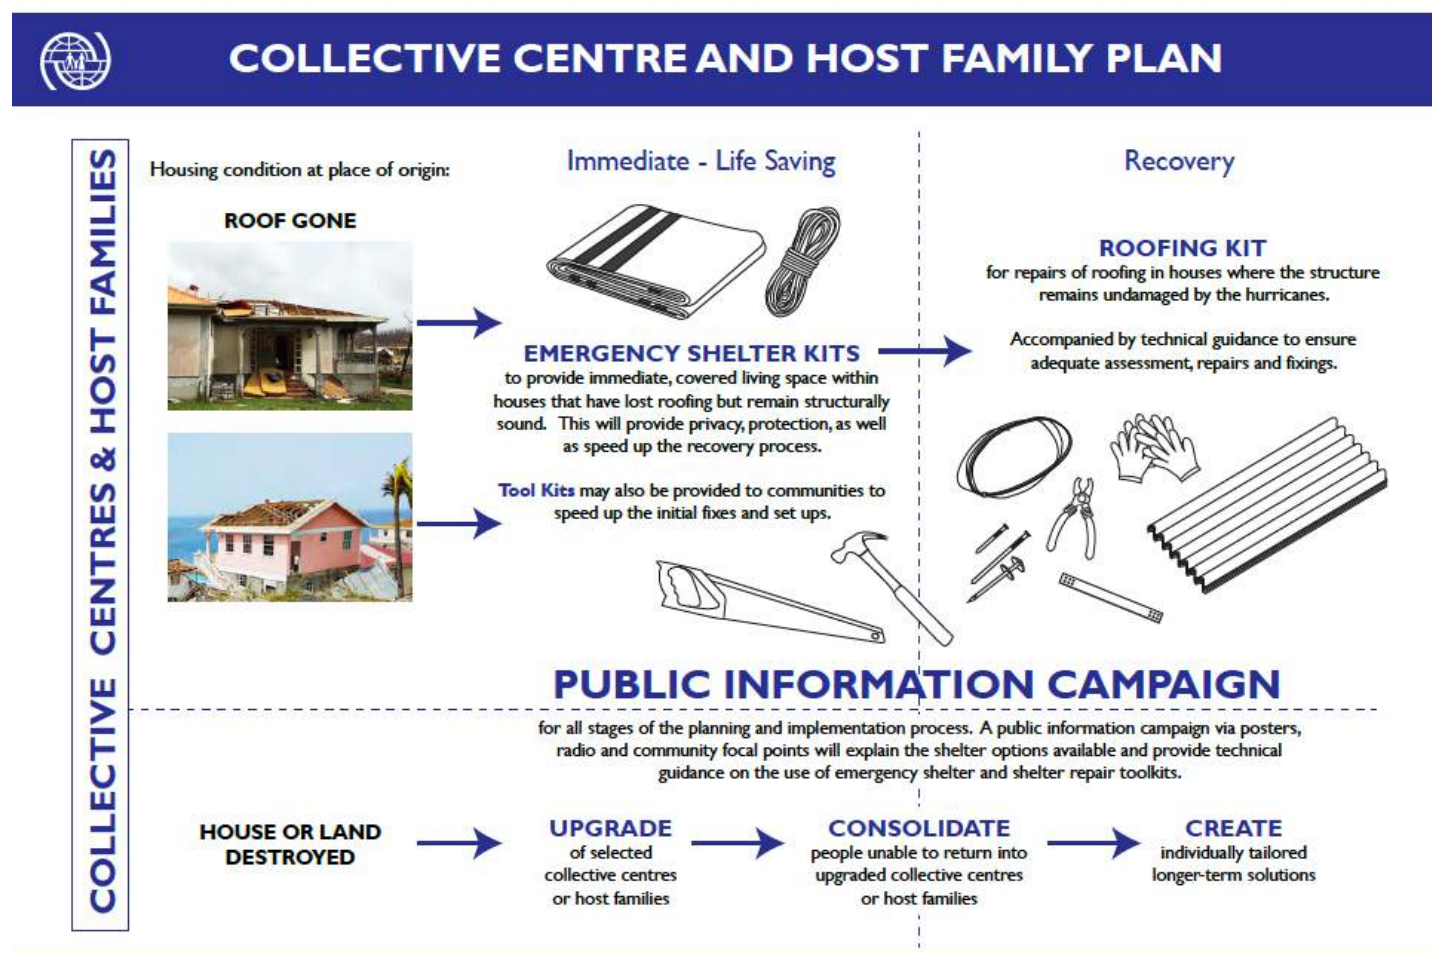 COLLECTIVE CENTRE AND HOST FAMILY PLAN
COLLECTIVE CENTRES & HOST FAMILIES
Housing condition at place of origin:
ROOF GONE
Immediate - Life Saving
EMERGENCY SHELTER KITS
to provide immediate, covered living space within
houses that have lost roofing but remain structurally
sound. This will provide privacy, protection, as well
as speed up the recovery process.
Tool Kits may also be provided to communities to
speed up the initial fixes and set ups.
Recovery
ROOFING KIT
for repairs of roofing in houses where the structure
remains undamaged by the hurricanes.
Accompanied by technical guidance to ensure
adequate assessment, repairs and fixings.
PUBLIC INFORMATION CAMPAIGN
for all stages of the planning and implementation process. A public information campaign via posters,
radio and community focal points will explain the shelter options available and provide technical
guidance on the use of emergency shelter and shelter repair toolkits.
HOUSE OR LAND
DESTROYED
UPGRADE
of selected
collective centres
or host families
CONSOLIDATE
people unable to return into
upgraded collective centres
or host families
CREATE
individually tailored
longer-term solutions